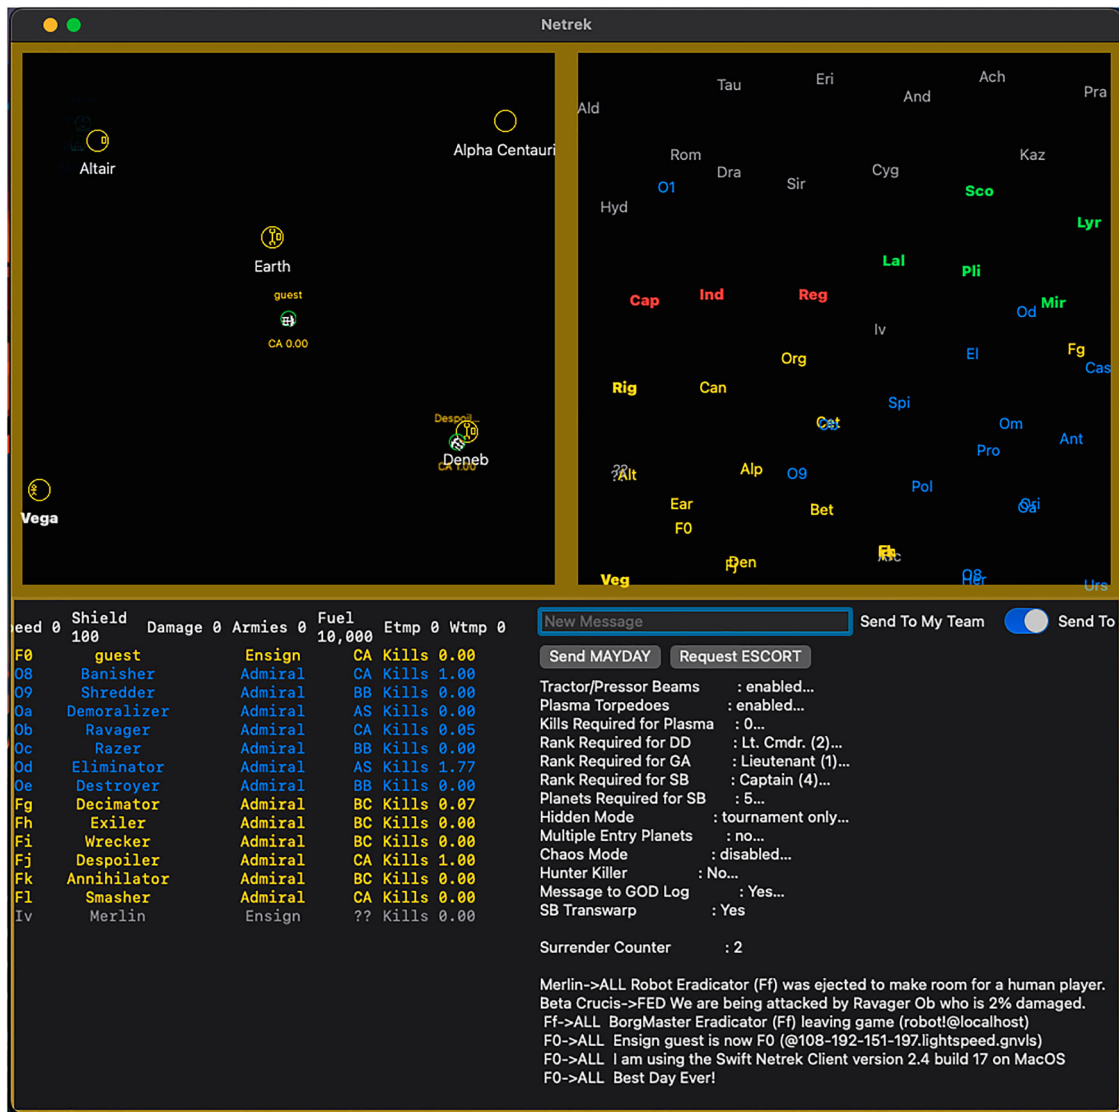 Netrek
Altair
Alpha Centauri
Earth
guest
CA 0.00
Despoil...
Deneb
CA 1.00
Vega
Tau
Eri
Ach
Ald
And
Pra
Rom
Dra
Sir
Cyg
Kaz
O1
Sco
Hyd
Lyr
Lal
Pli
Cap
Ind
Reg
Mir
Od
Iv
Org
El
Fg
Cas
Rig
Can
Spi
Cet
Om
Ant
Pro
??
Alt
Alp
O9
Pol
Ear
Bet
Ori
Oa
F0
Den
Fj
O8
Her
Veg
Urs
eed 0 Shield 100 Damage 0 Armies 0 Fuel 10,000 Etmp 0 Wtmp 0
F0 guest Ensign CA Kills 0.00
O8 Banisher Admiral CA Kills 1.00
O9 Shredder Admiral BB Kills 0.00
Oa Demoralizer Admiral AS Kills 0.00
Ob Ravager Admiral CA Kills 0.05
Oc Razer Admiral BB Kills 0.00
Od Eliminator Admiral AS Kills 1.77
Oe Destroyer Admiral BB Kills 0.00
Fg Decimator Admiral BC Kills 0.07
Fh Exiler Admiral BC Kills 0.00
Fi Wrecker Admiral BC Kills 0.00
Fj Despoiler Admiral CA Kills 1.00
Fk Annihilator Admiral BC Kills 0.00
Fl Smasher Admiral CA Kills 0.00
Iv Merlin Ensign ?? Kills 0.00
New Message Send To My Team Send To
Send MAYDAY Request ESCORT
Tractor/Pressor Beams : enabled...
Plasma Torpedoes : enabled...
Kills Required for Plasma : 0...
Rank Required for DD : Lt. Cmdr. (2)...
Rank Required for GA : Lieutenant (1)...
Rank Required for SB : Captain (4)...
Planets Required for SB : 5...
Hidden Mode : tournament only...
Multiple Entry Planets : no...
Chaos Mode : disabled...
Hunter Killer : No...
Message to GOD Log : Yes...
SB Transwarp : Yes
Surrender Counter : 2
Merlin->ALL Robot Eradicator (Ff) was ejected to make room for a human player.
Beta Crucis->FED We are being attacked by Ravager Ob who is 2% damaged.
Ff->ALL BorgMaster Eradicator (Ff) leaving game (robot!@localhost)
F0->ALL Ensign guest is now F0 (@108-192-151-197.lightspeed.gnvls)
F0->ALL I am using the Swift Netrek Client version 2.4 build 17 on MacOS
F0->ALL Best Day Ever!